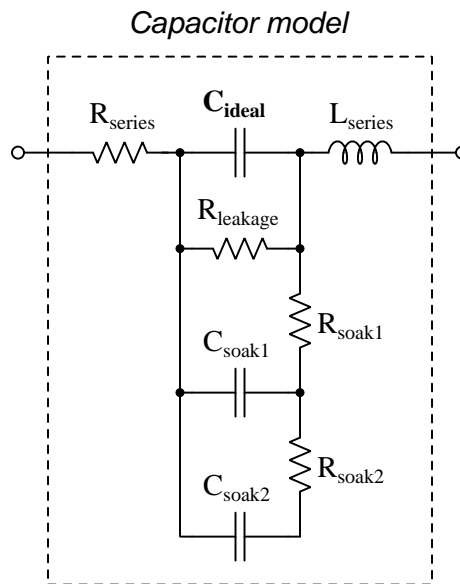 Capacitor model
C_ideal
R_series
L_series
R_leakage
R_soak1
C_soak1
R_soak2
C_soak2